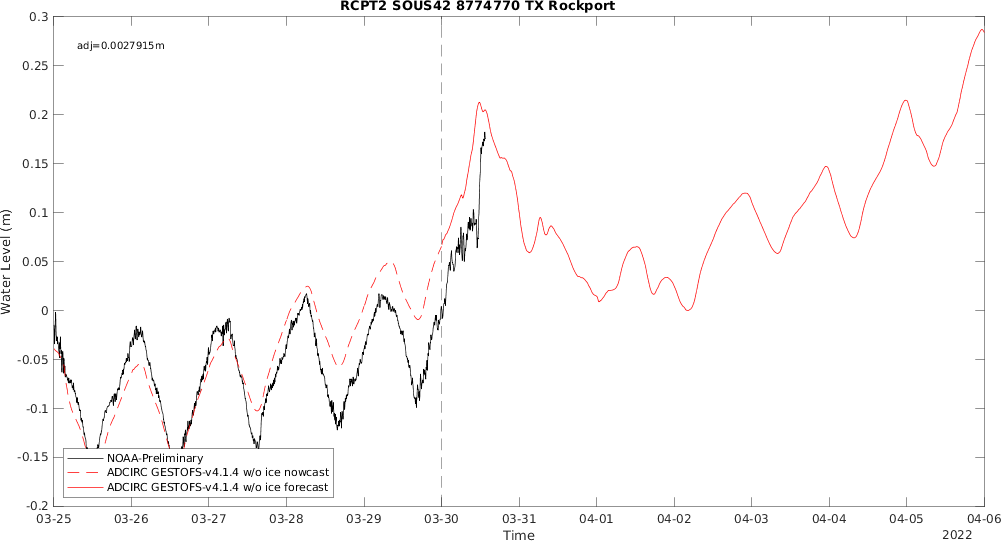 RCPT2 SOUS42 8774770 TX Rockport
adj=0.0027915m
0.3
0.25
0.2
0.15
0.1
0.05
0
-0.05
-0.1
-0.15
-0.2
Water Level (m)
NOAA-Preliminary
ADCIRC GESTOFS-v4.1.4 w/o ice nowcast
ADCIRC GESTOFS-v4.1.4 w/o ice forecast
03-25 03-26 03-27 03-28 03-29 03-30 03-31 04-01 04-02 04-03 04-04 04-05 04-06
Time
2022